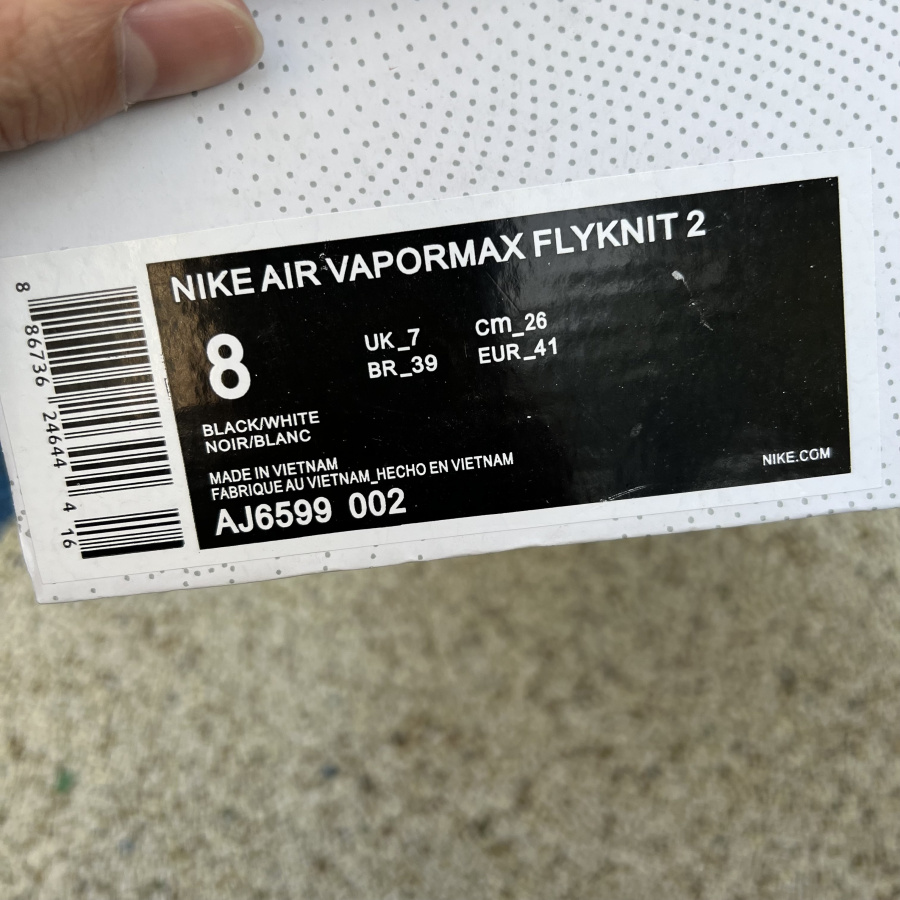 NIKE AIR VAPORMAX FLYKNIT 2
8
UK_7 cm_26
BR_39 EUR_41
BLACK/WHITE
NOIR/BLANC
MADE IN VIETNAM
FABRIQUE AU VIETNAM_HECHO EN VIETNAM
AJ6599 002
NIKE.COM
8 86736 24644 4 16